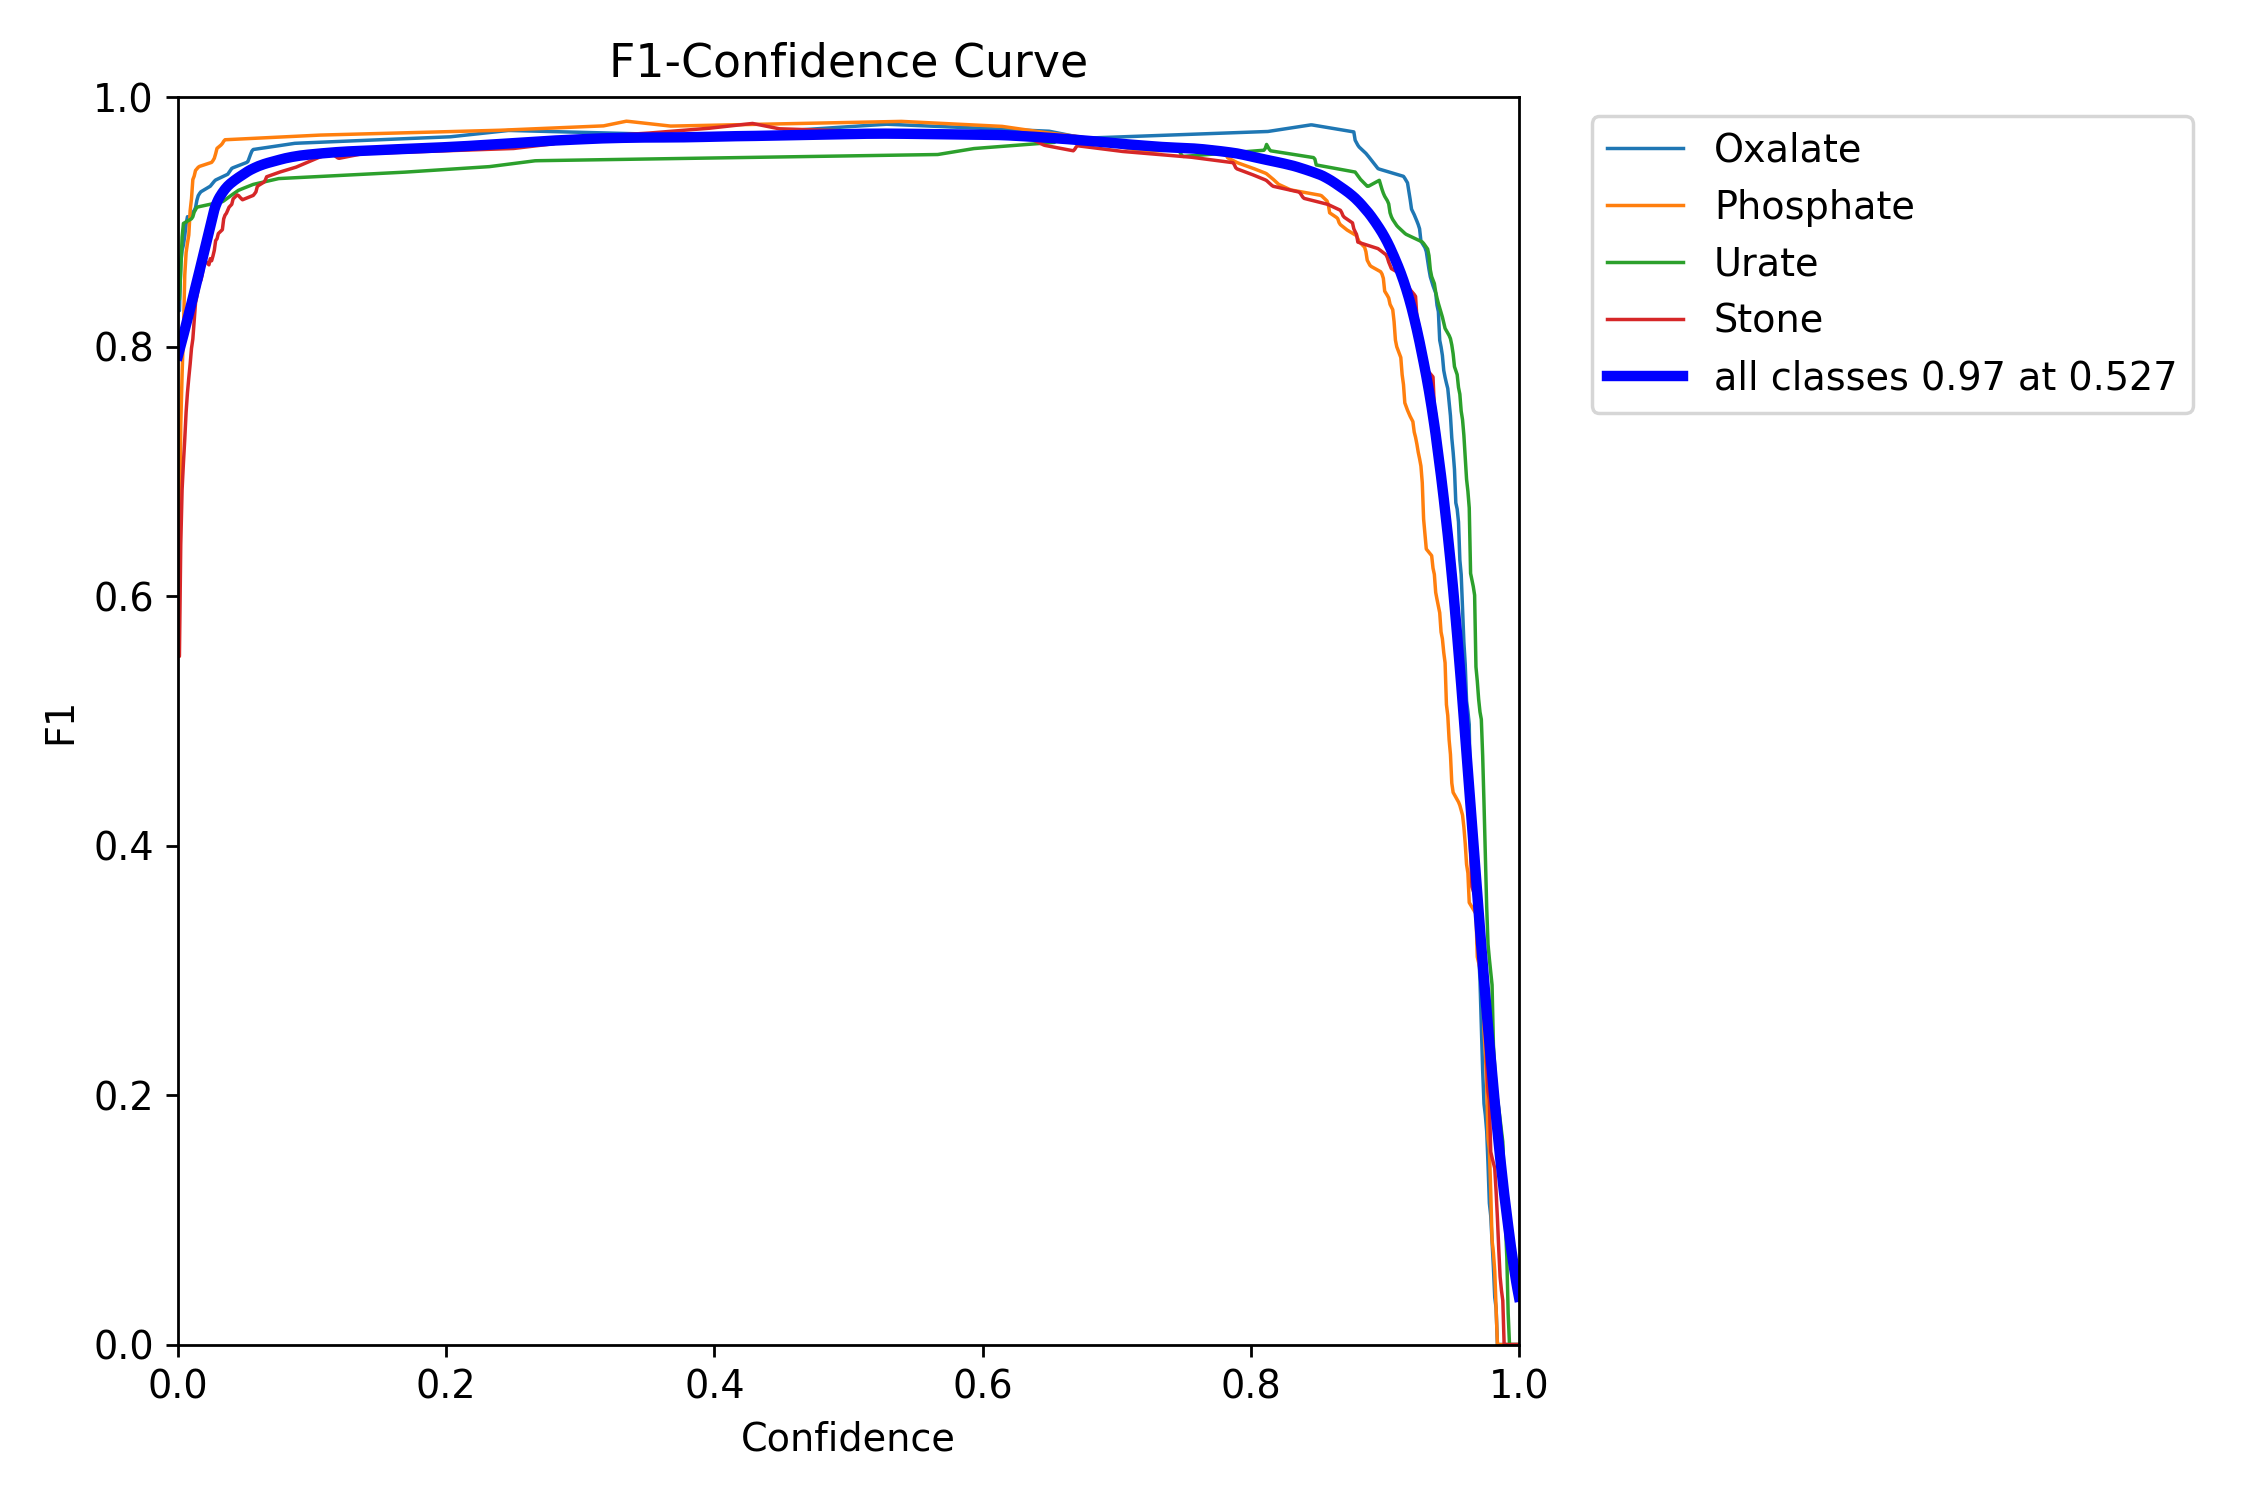 F1-Confidence Curve
1.0
0.8
0.6
0.4
0.2
0.0
F1
0.0 0.2 0.4 0.6 0.8 1.0
Confidence
Oxalate
Phosphate
Urate
Stone
all classes 0.97 at 0.527